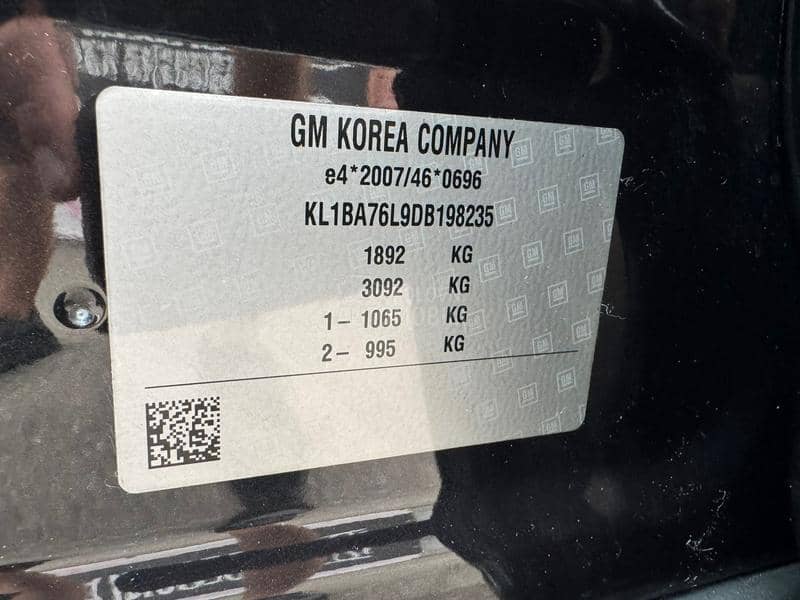 GM KOREA COMPANY
e4*2007/46*0696
KL1BA76L9DB198235
1892 KG
3092 KG
1- 1065 KG
2- 995 KG